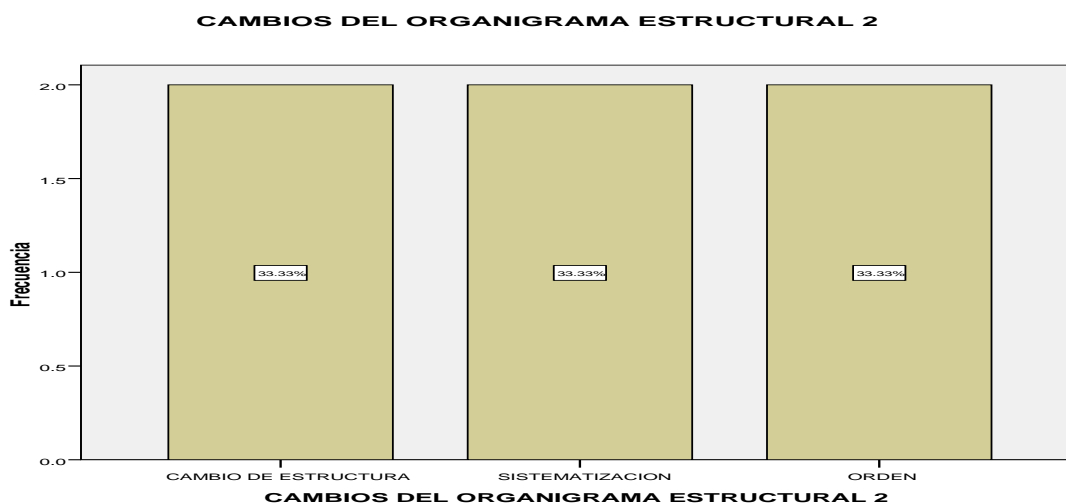 CAMBIOS DEL ORGANIGRAMA ESTRUCTURAL 2
Frecuencia
2.0
1.5
1.0
0.5
0.0
33.33%
33.33%
33.33%
CAMBIO DE ESTRUCTURA
SISTEMATIZACION
ORDEN
CAMBIOS DEL ORGANIGRAMA ESTRUCTURAL 2